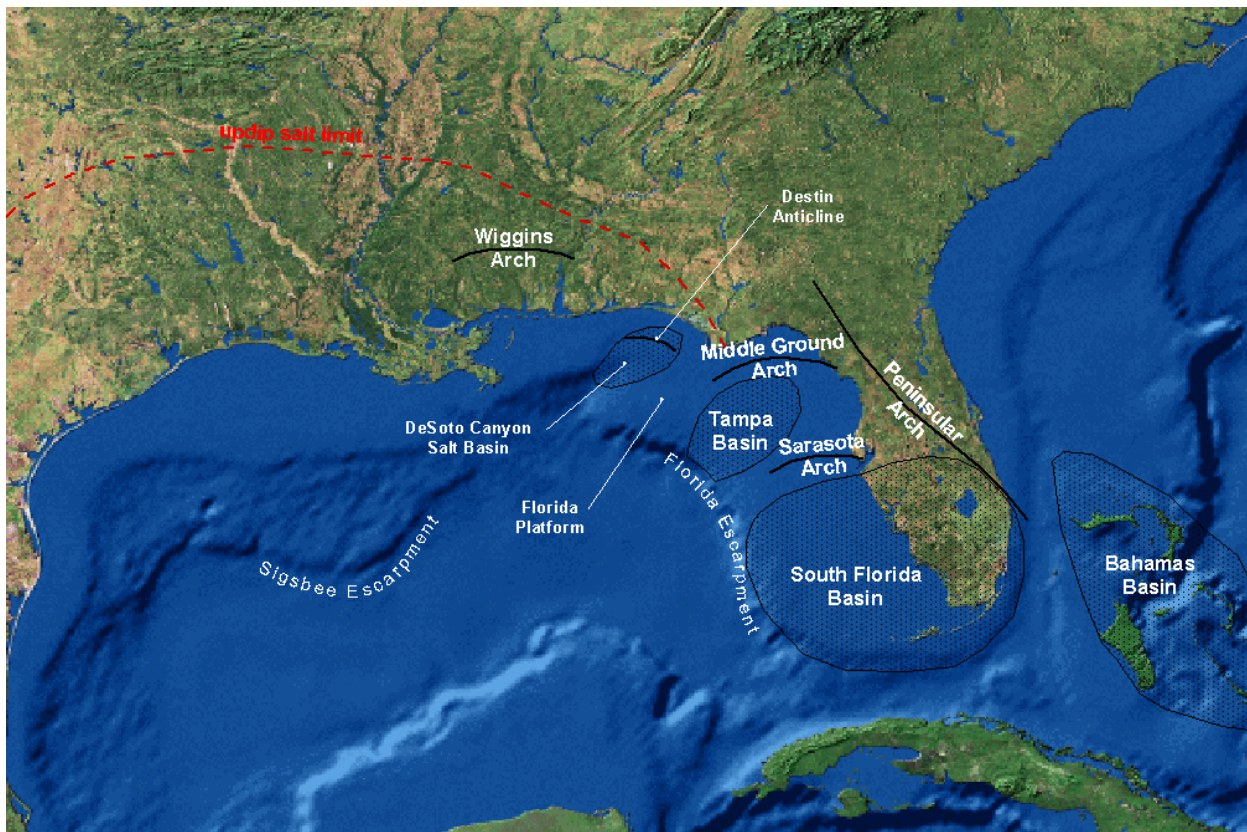 updip salt limit
Destin
Anticline
Wiggins
Arch
Middle Ground
Arch
Peninsular
Arch
DeSoto Canyon
Salt Basin
Tampa
Basin
Sarasota
Arch
Florida
Platform
Florida Escarpment
Sigsbee Escarpment
South Florida
Basin
Bahamas
Basin